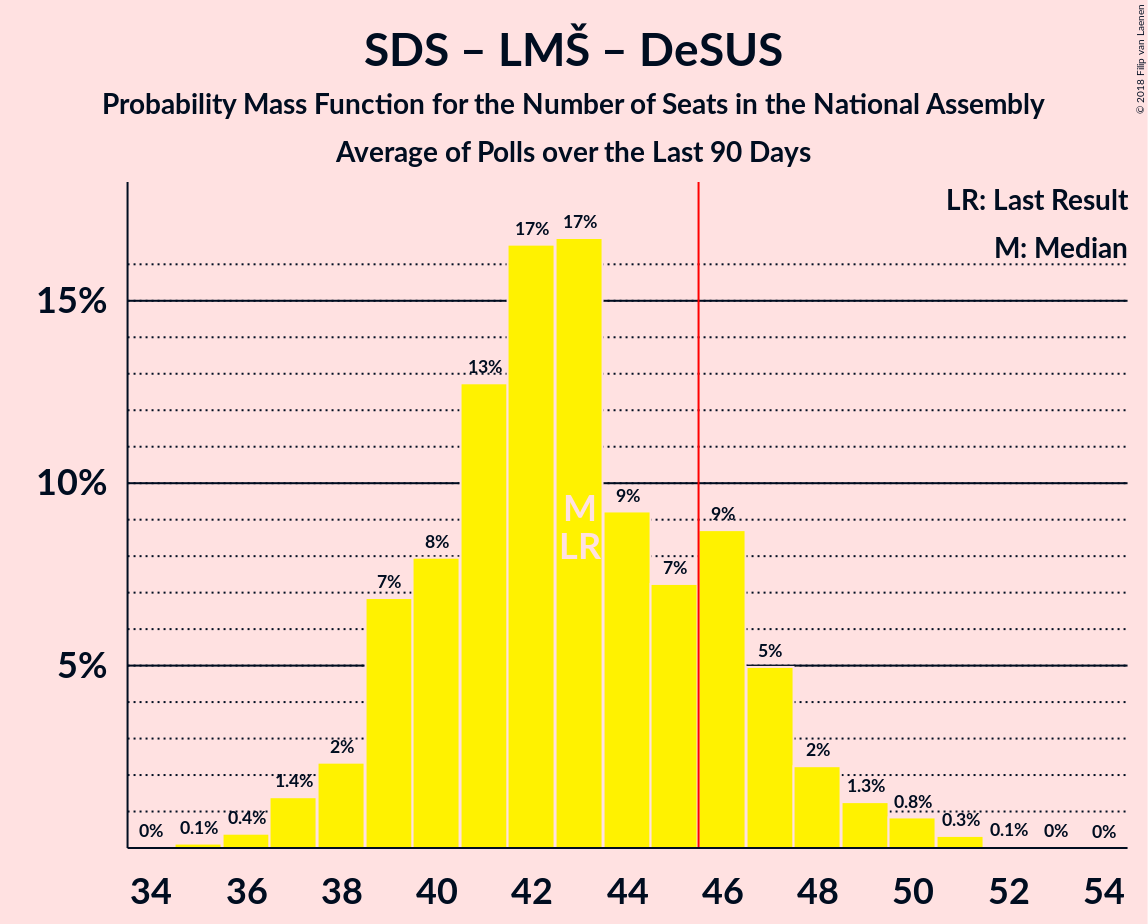 SDS – LMŠ – DeSUS
Probability Mass Function for the Number of Seats in the National Assembly
Average of Polls over the Last 90 Days
© 2018 Filip van Laenen
LR: Last Result
M: Median
15%
10%
5%
0%
0.1%
0.4%
1.4%
2%
7%
8%
13%
17%
17%
9%
7%
9%
5%
2%
1.3%
0.8%
0.3%
0.1%
0%
0%
M
LR
34 36 38 40 42 44 46 48 50 52 54